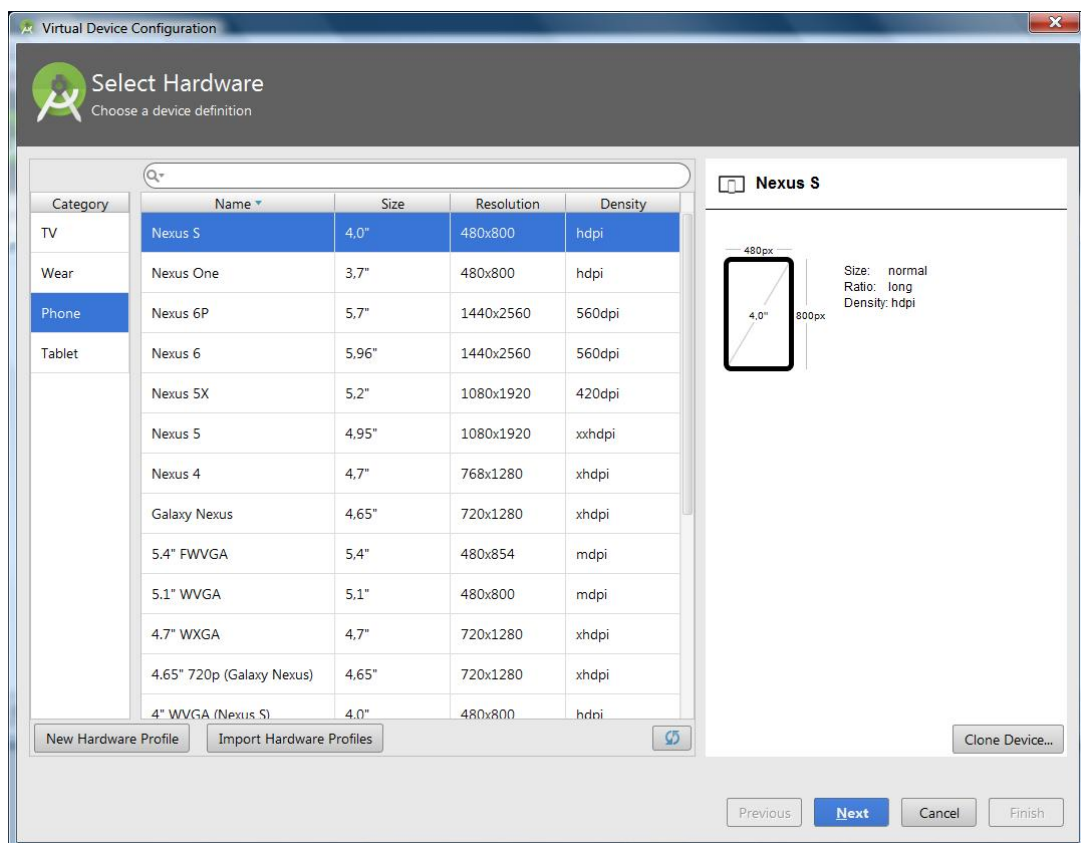 Virtual Device Configuration
Select Hardware
Choose a device definition
Category
TV
Wear
Phone
Tablet
Name Size Resolution Density
Nexus S 4,0" 480x800 hdpi
Nexus One 3,7" 480x800 hdpi
Nexus 6P 5,7" 1440x2560 560dpi
Nexus 6 5,96" 1440x2560 560dpi
Nexus 5X 5,2" 1080x1920 420dpi
Nexus 5 4,95" 1080x1920 xxhdpi
Nexus 4 4,7" 768x1280 xhdpi
Galaxy Nexus 4,65" 720x1280 xhdpi
5.4" FWVGA 5,4" 480x854 mdpi
5.1" WVGA 5,1" 480x800 mdpi
4.7" WXGA 4,7" 720x1280 xhdpi
4.65" 720p (Galaxy Nexus) 4,65" 720x1280 xhdpi
4" WVGA (Nexus S) 4,0" 480x800 hdpi
New Hardware Profile Import Hardware Profiles
Nexus S
480px
4,0"
800px
Size: normal
Ratio: long
Density: hdpi
Clone Device...
Previous Next Cancel Finish